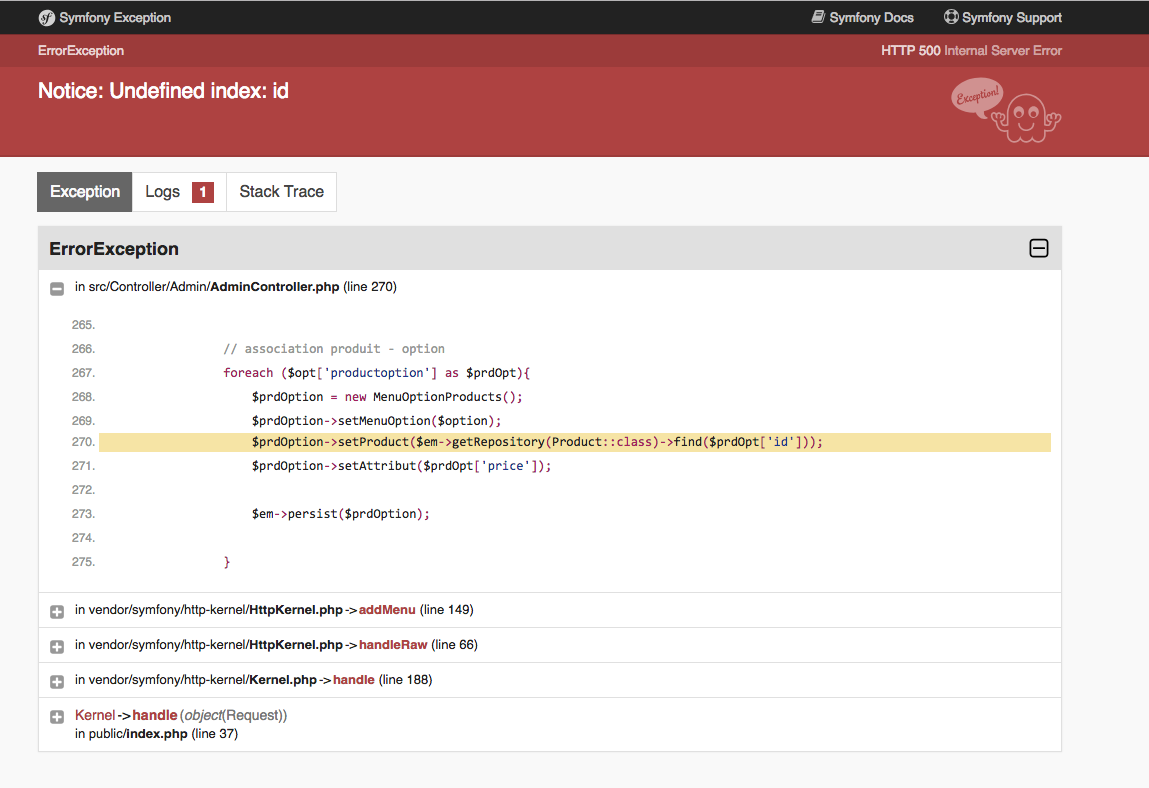 Symfony Exception
Symfony Docs
Symfony Support
ErrorException
HTTP 500 Internal Server Error
Notice: Undefined index: id
Exception!
Exception
Logs 1
Stack Trace
ErrorException
in src/Controller/Admin/AdminController.php (line 270)
265.
266. // association produit - option
267. foreach ($opt['productoption'] as $prdOpt){
268. $prdOption = new MenuOptionProducts();
269. $prdOption->setMenuOption($option);
270. $prdOption->setProduct($em->getRepository(Product::class)->find($prdOpt['id']));
271. $prdOption->setAttribut($prdOpt['price']);
272.
273. $em->persist($prdOption);
274.
275. }
in vendor/symfony/http-kernel/HttpKernel.php->addMenu (line 149)
in vendor/symfony/http-kernel/HttpKernel.php->handleRaw (line 66)
in vendor/symfony/http-kernel/Kernel.php->handle (line 188)
Kernel->handle(object(Request))
in public/index.php (line 37)